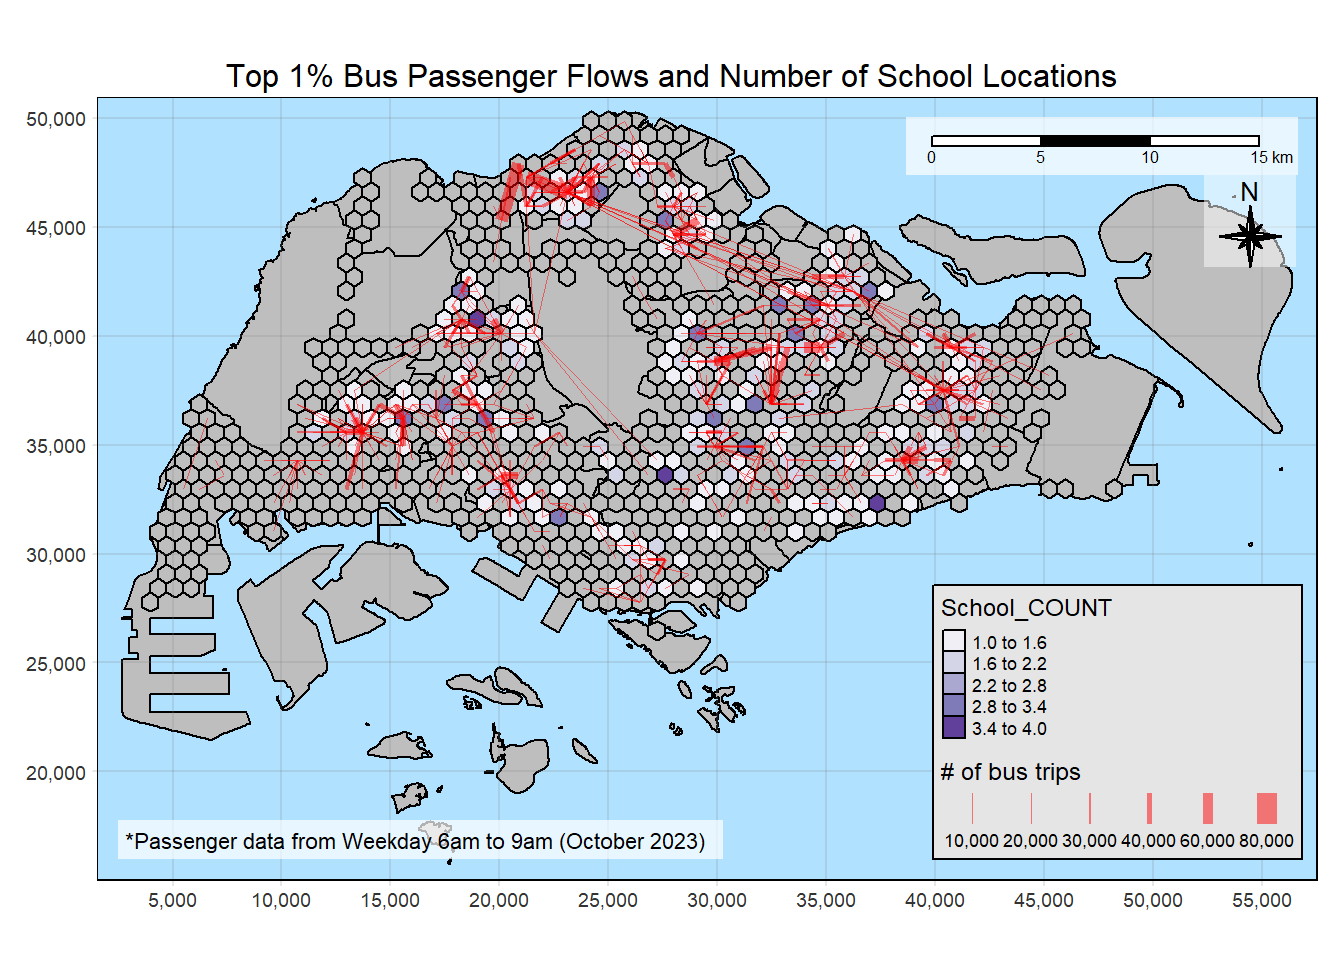 Top 1% Bus Passenger Flows and Number of School Locations
50,000
45,000
40,000
35,000
30,000
25,000
20,000
0 5 10 15 km
N
School_COUNT
1.0 to 1.6
1.6 to 2.2
2.2 to 2.8
2.8 to 3.4
3.4 to 4.0
# of bus trips
10,000 20,000 30,000 40,000 60,000 80,000
*Passenger data from Weekday 6am to 9am (October 2023)
5,000 10,000 15,000 20,000 25,000 30,000 35,000 40,000 45,000 50,000 55,000